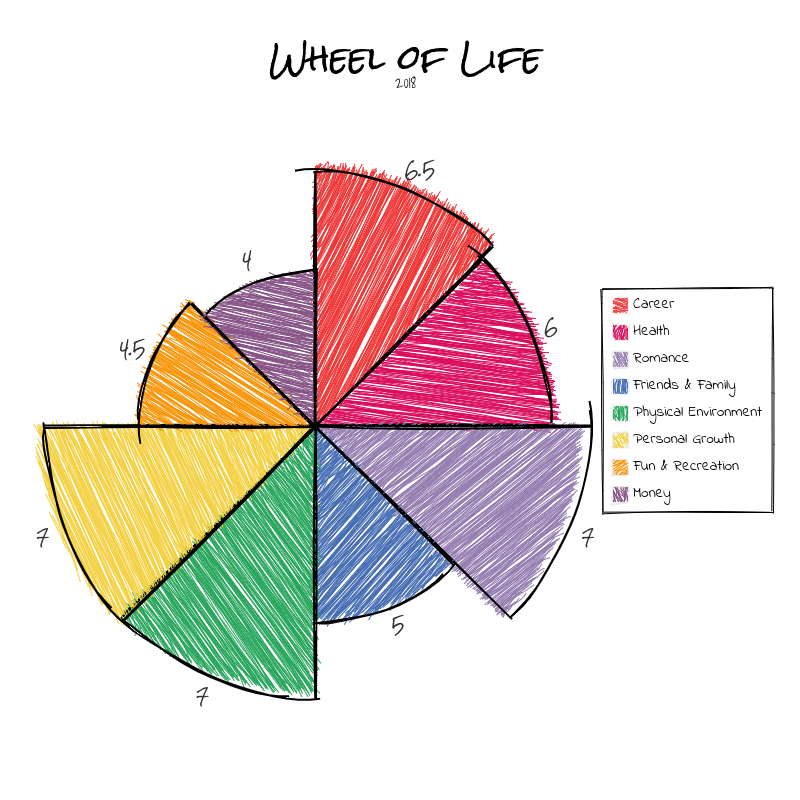 Wheel of Life
2018
6.5
4
6
4.5
7
7
5
7
Career
Health
Romance
Friends & Family
Physical Environment
Personal Growth
Fun & Recreation
Money